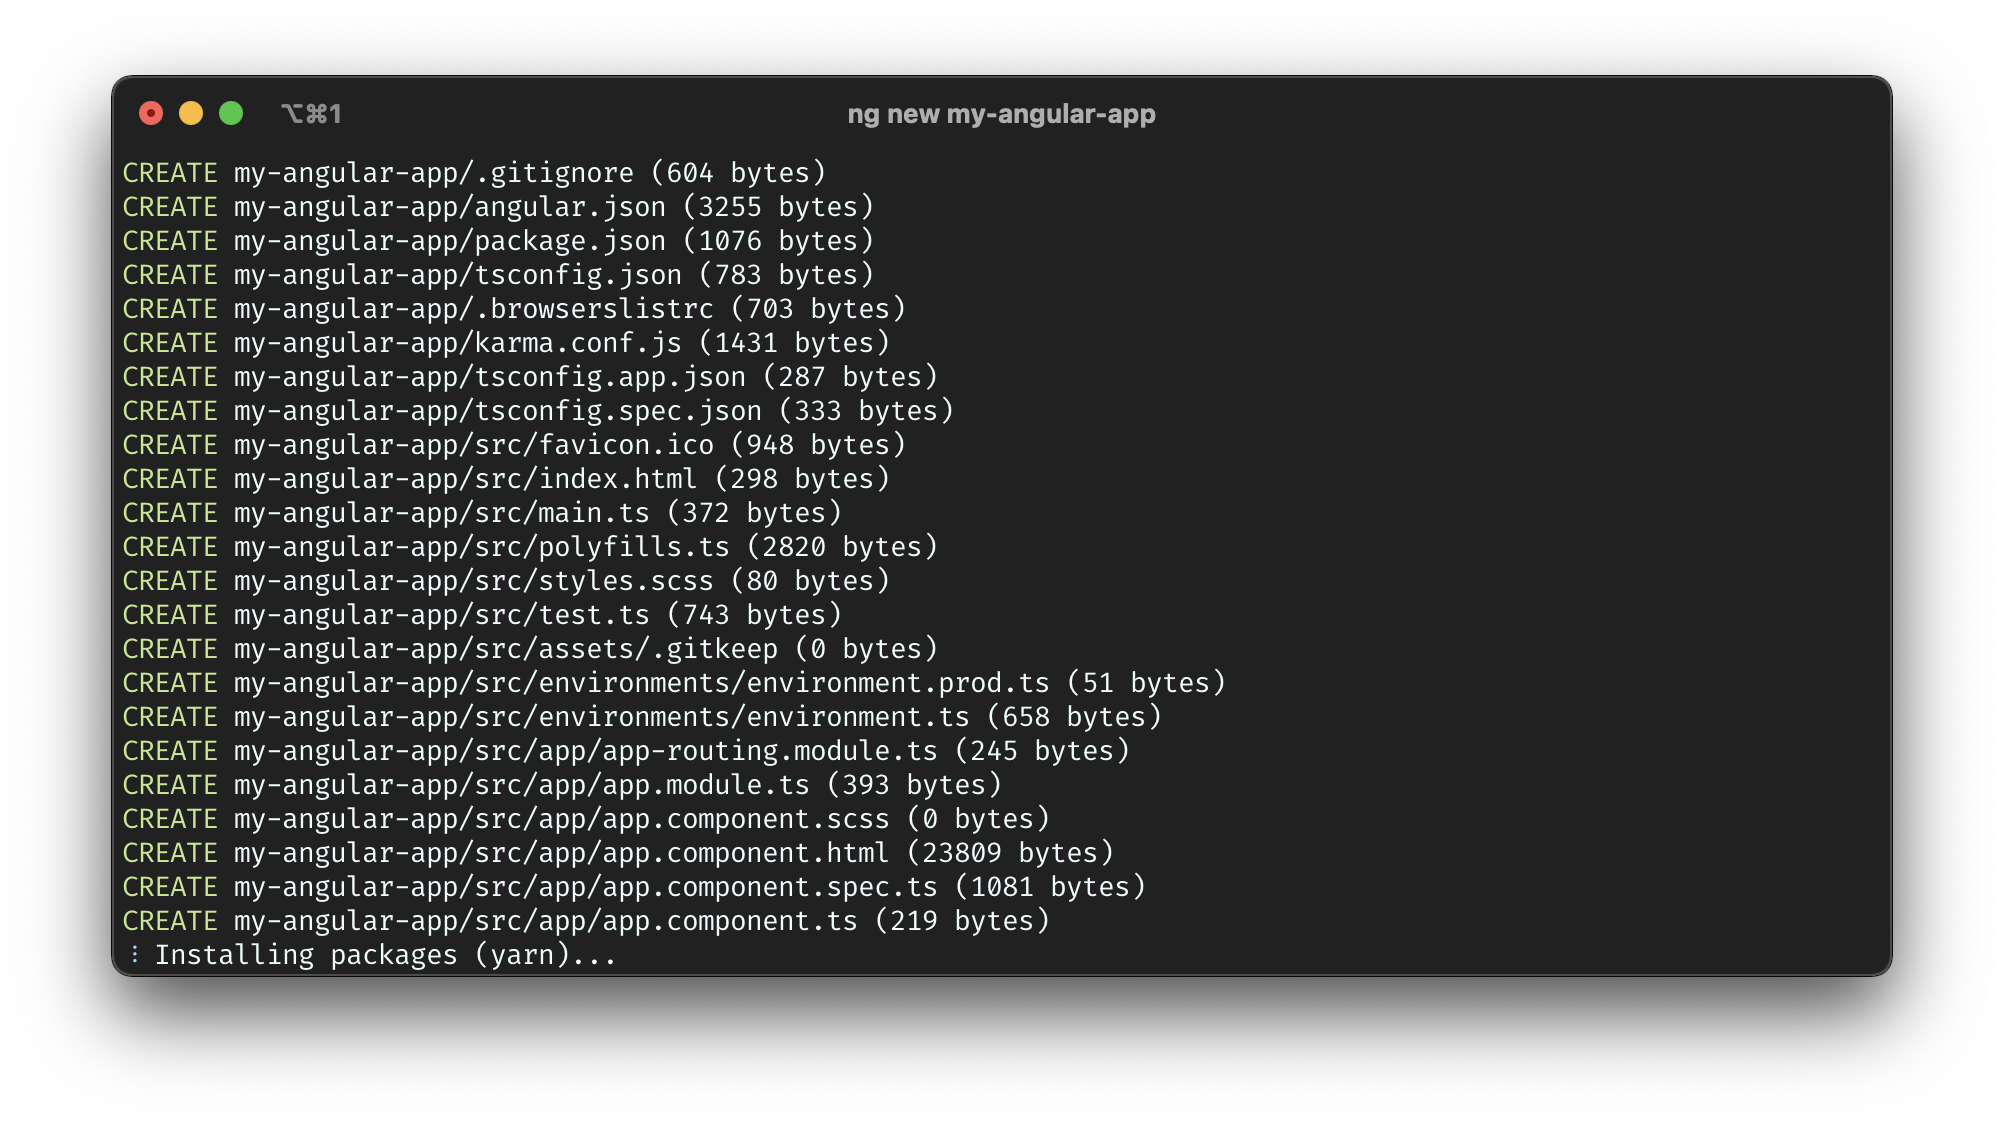 ⌥⌘1
ng new my-angular-app
CREATE my-angular-app/.gitignore (604 bytes)
CREATE my-angular-app/angular.json (3255 bytes)
CREATE my-angular-app/package.json (1076 bytes)
CREATE my-angular-app/tsconfig.json (783 bytes)
CREATE my-angular-app/.browserslistrc (703 bytes)
CREATE my-angular-app/karma.conf.js (1431 bytes)
CREATE my-angular-app/tsconfig.app.json (287 bytes)
CREATE my-angular-app/tsconfig.spec.json (333 bytes)
CREATE my-angular-app/src/favicon.ico (948 bytes)
CREATE my-angular-app/src/index.html (298 bytes)
CREATE my-angular-app/src/main.ts (372 bytes)
CREATE my-angular-app/src/polyfills.ts (2820 bytes)
CREATE my-angular-app/src/styles.scss (80 bytes)
CREATE my-angular-app/src/test.ts (743 bytes)
CREATE my-angular-app/src/assets/.gitkeep (0 bytes)
CREATE my-angular-app/src/environments/environment.prod.ts (51 bytes)
CREATE my-angular-app/src/environments/environment.ts (658 bytes)
CREATE my-angular-app/src/app/app-routing.module.ts (245 bytes)
CREATE my-angular-app/src/app/app.module.ts (393 bytes)
CREATE my-angular-app/src/app/app.component.scss (0 bytes)
CREATE my-angular-app/src/app/app.component.html (23809 bytes)
CREATE my-angular-app/src/app/app.component.spec.ts (1081 bytes)
CREATE my-angular-app/src/app/app.component.ts (219 bytes)
⋮ Installing packages (yarn)...